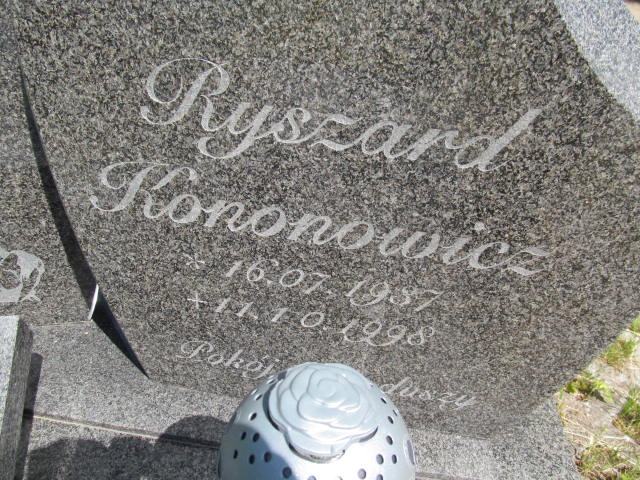 Ryszard
Kononowicz
× 16.07.1937
+ 11.10.1998
Pokój duszy